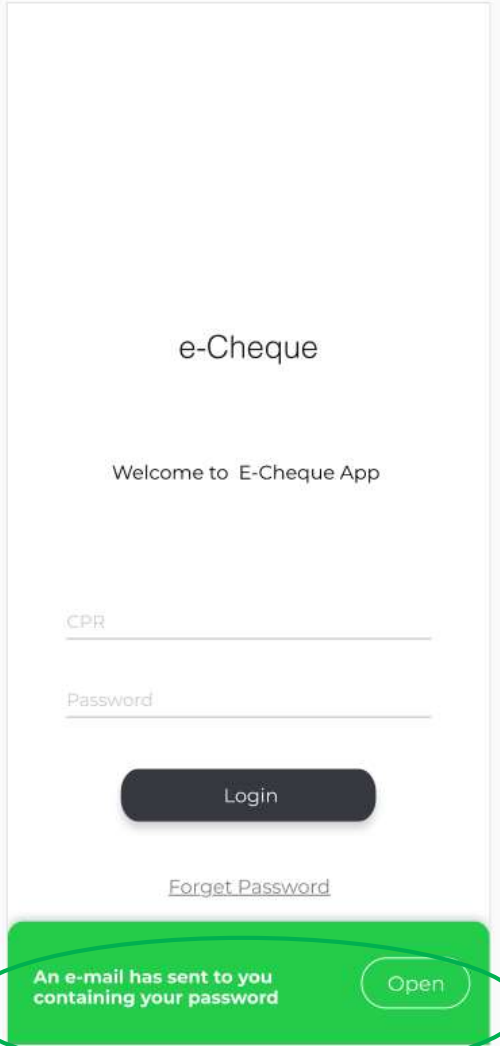 e-Cheque
Welcome to E-Cheque App
CPR
Password
Login
Forget Password
An e-mail has sent to you
containing your password
Open